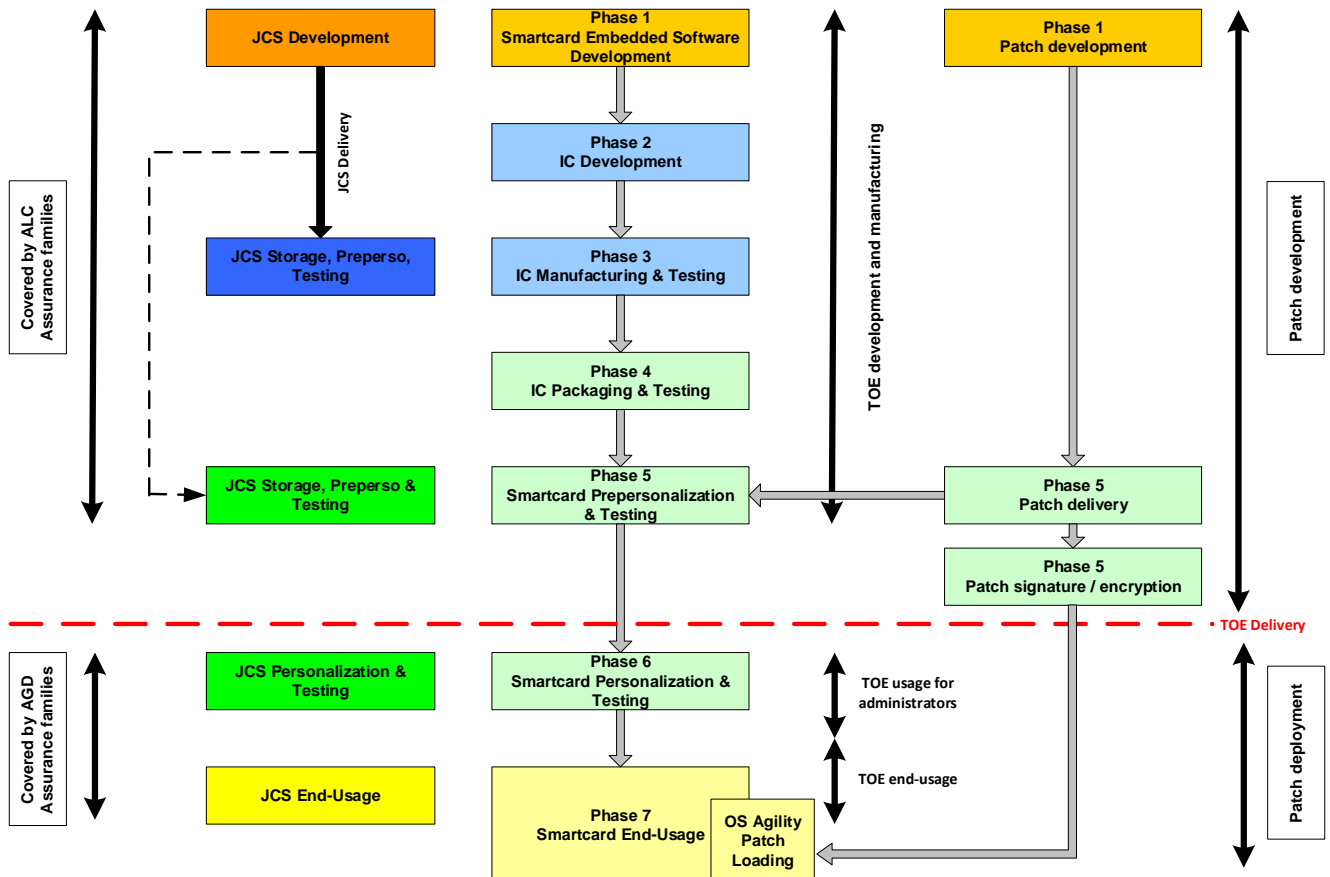 JCS Development
Phase 1
Smartcard Embedded Software
Development
Phase 1
Patch development
JCS Delivery
Phase 2
IC Development
TOE development and manufacturing
Covered by ALC
Assurance families
Patch development
JCS Storage, Preperso,
Testing
Phase 3
IC Manufacturing & Testing
Phase 4
IC Packaging & Testing
JCS Storage, Preperso &
Testing
Phase 5
Smartcard Prepersonalization
& Testing
Phase 5
Patch delivery
Phase 5
Patch signature / encryption
TOE Delivery
Covered by AGD
Assurance families
JCS Personalization &
Testing
Phase 6
Smartcard Personalization &
Testing
TOE usage for
administrators
Patch deployment
JCS End-Usage
Phase 7
Smartcard End-Usage
OS Agility
Patch
Loading
TOE end-usage